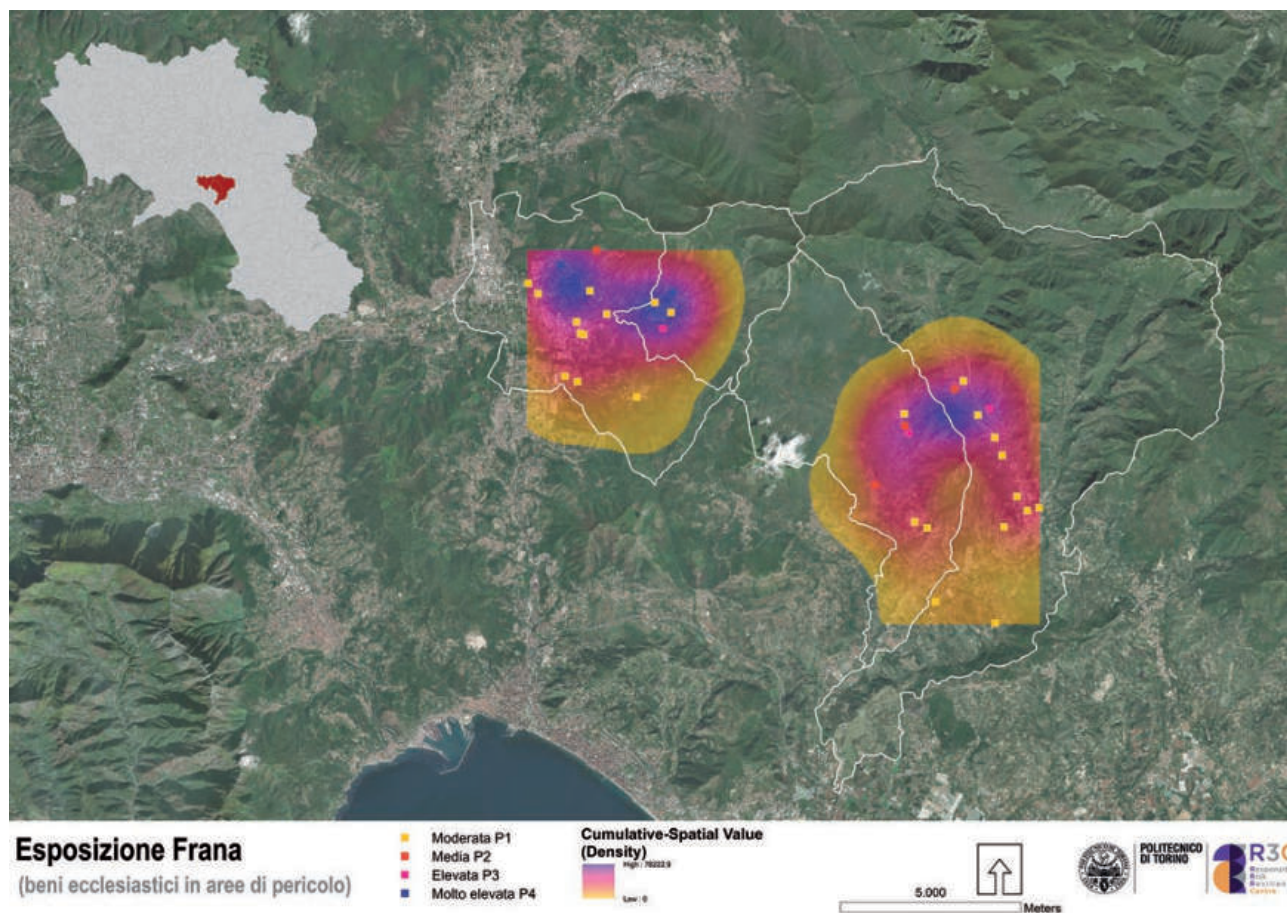 Esposizione Frana
(beni ecclesiastici in aree di pericolo)
Moderata P1
Media P2
Elevata P3
Molto elevata P4
Cumulative-Spatial Value
(Density)
Low : 0
5.000
Meters
POLITECNICO
DI TORINO
R3C